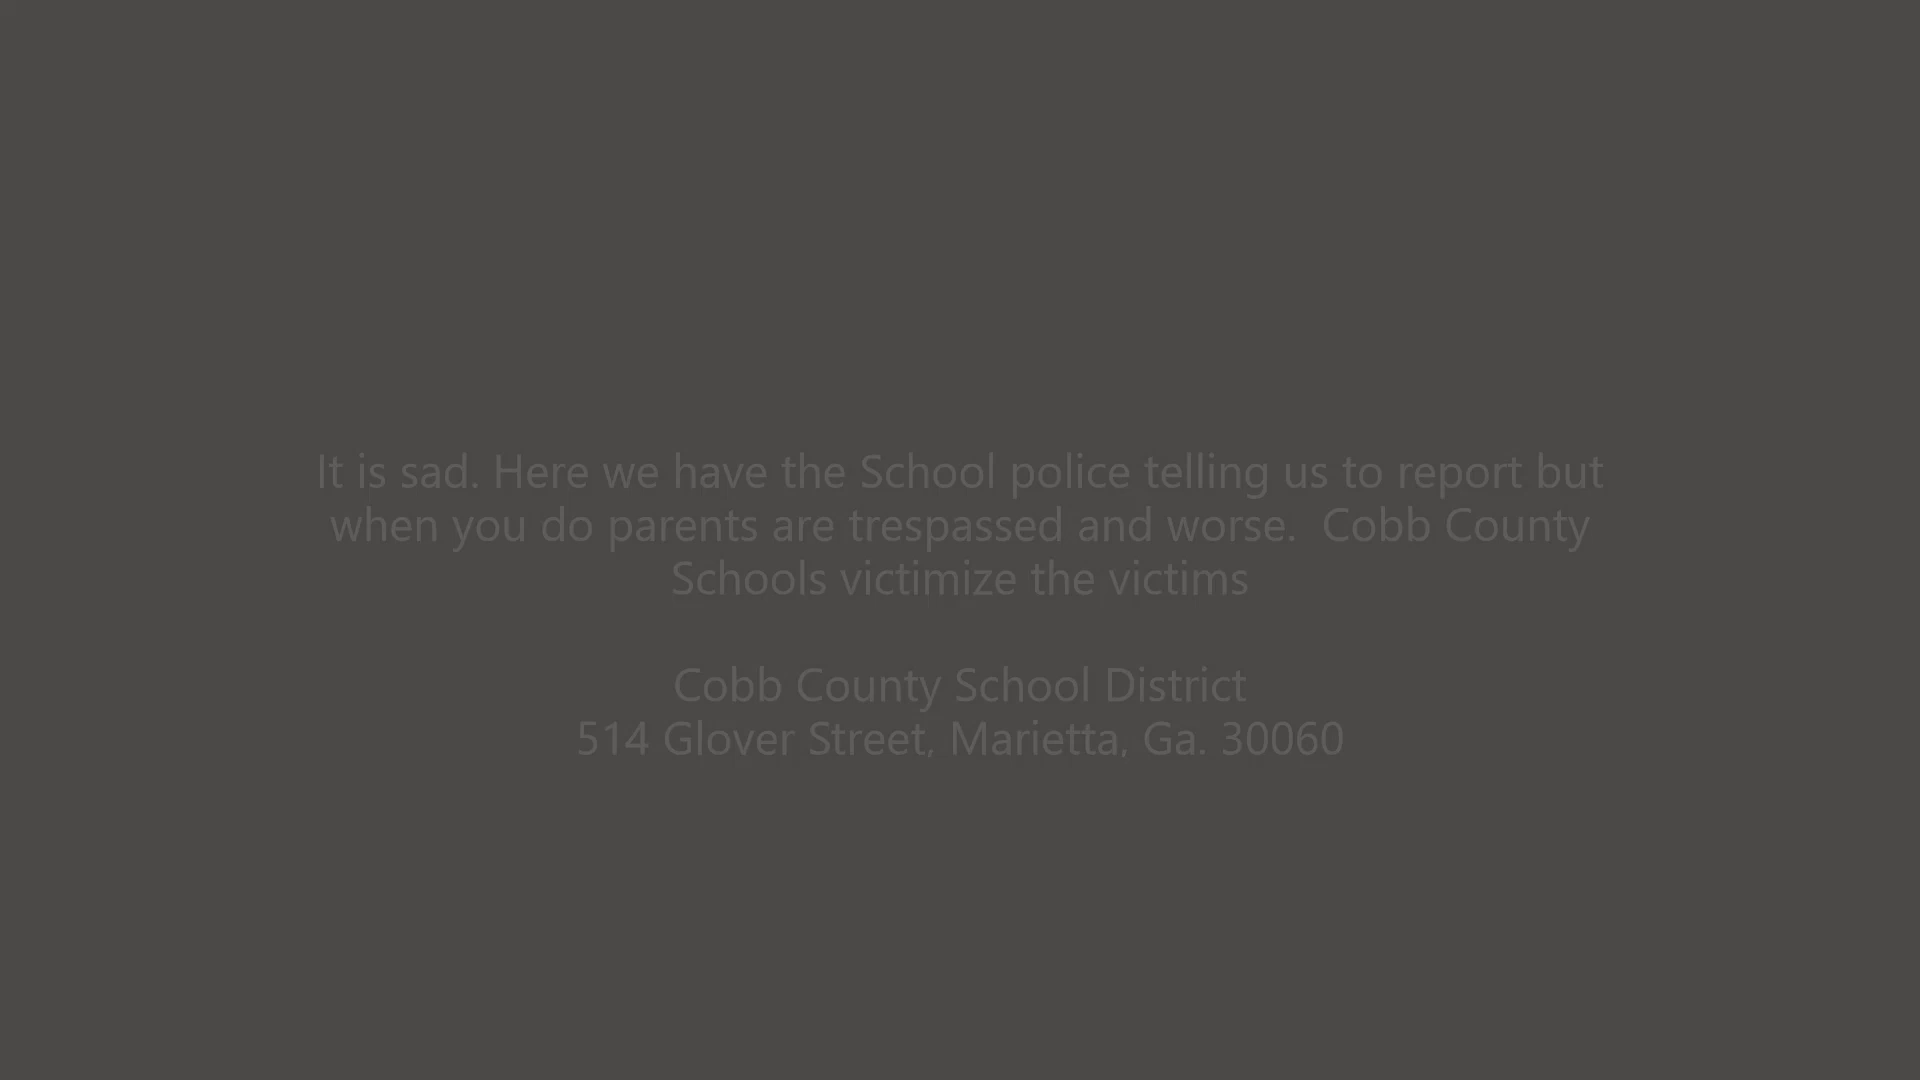 It is sad. Here we have the School police telling us to report but
when you do parents are trespassed and worse.  Cobb County
Schools victimize the victims
Cobb County School District
514 Glover Street, Marietta, Ga. 30060